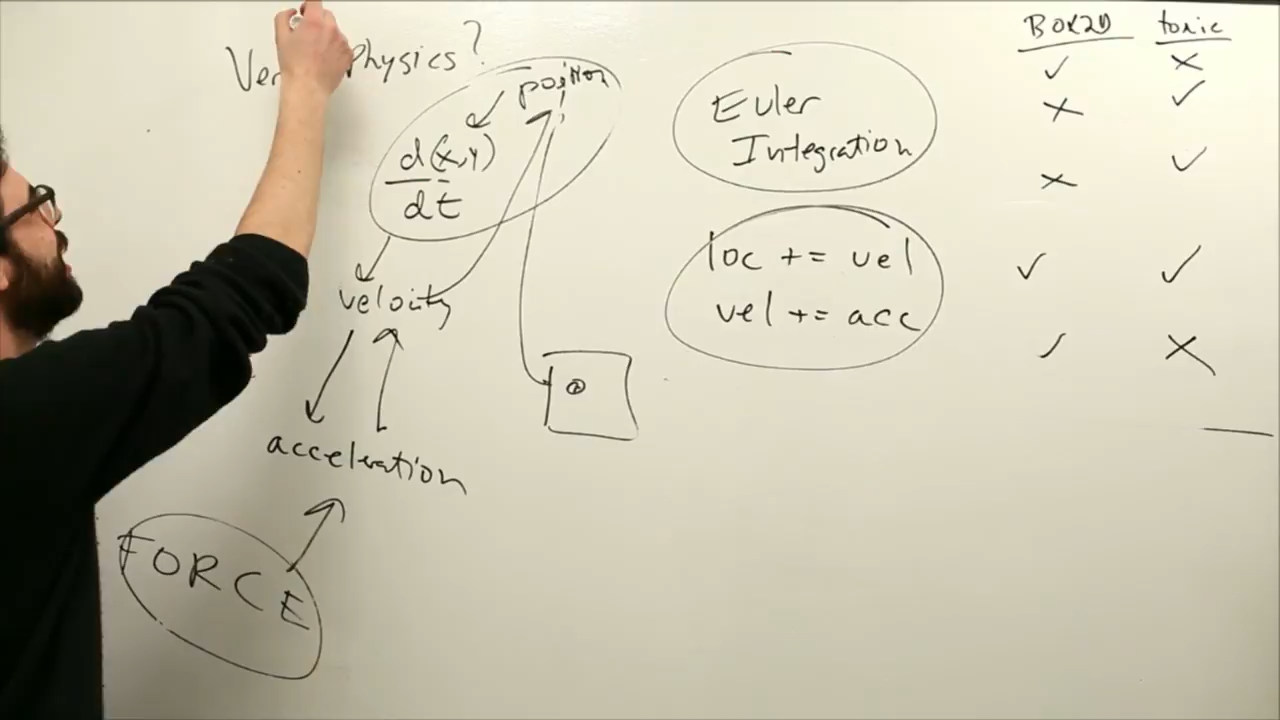 Physics?
position
d(x,y)
dt
velocity
acceleration
FORCE
Euler
Integration
loc += vel
vel += acc
BOX2D toxic
✓ ×
× ✓
× ✓
✓ ✓
✓ ×